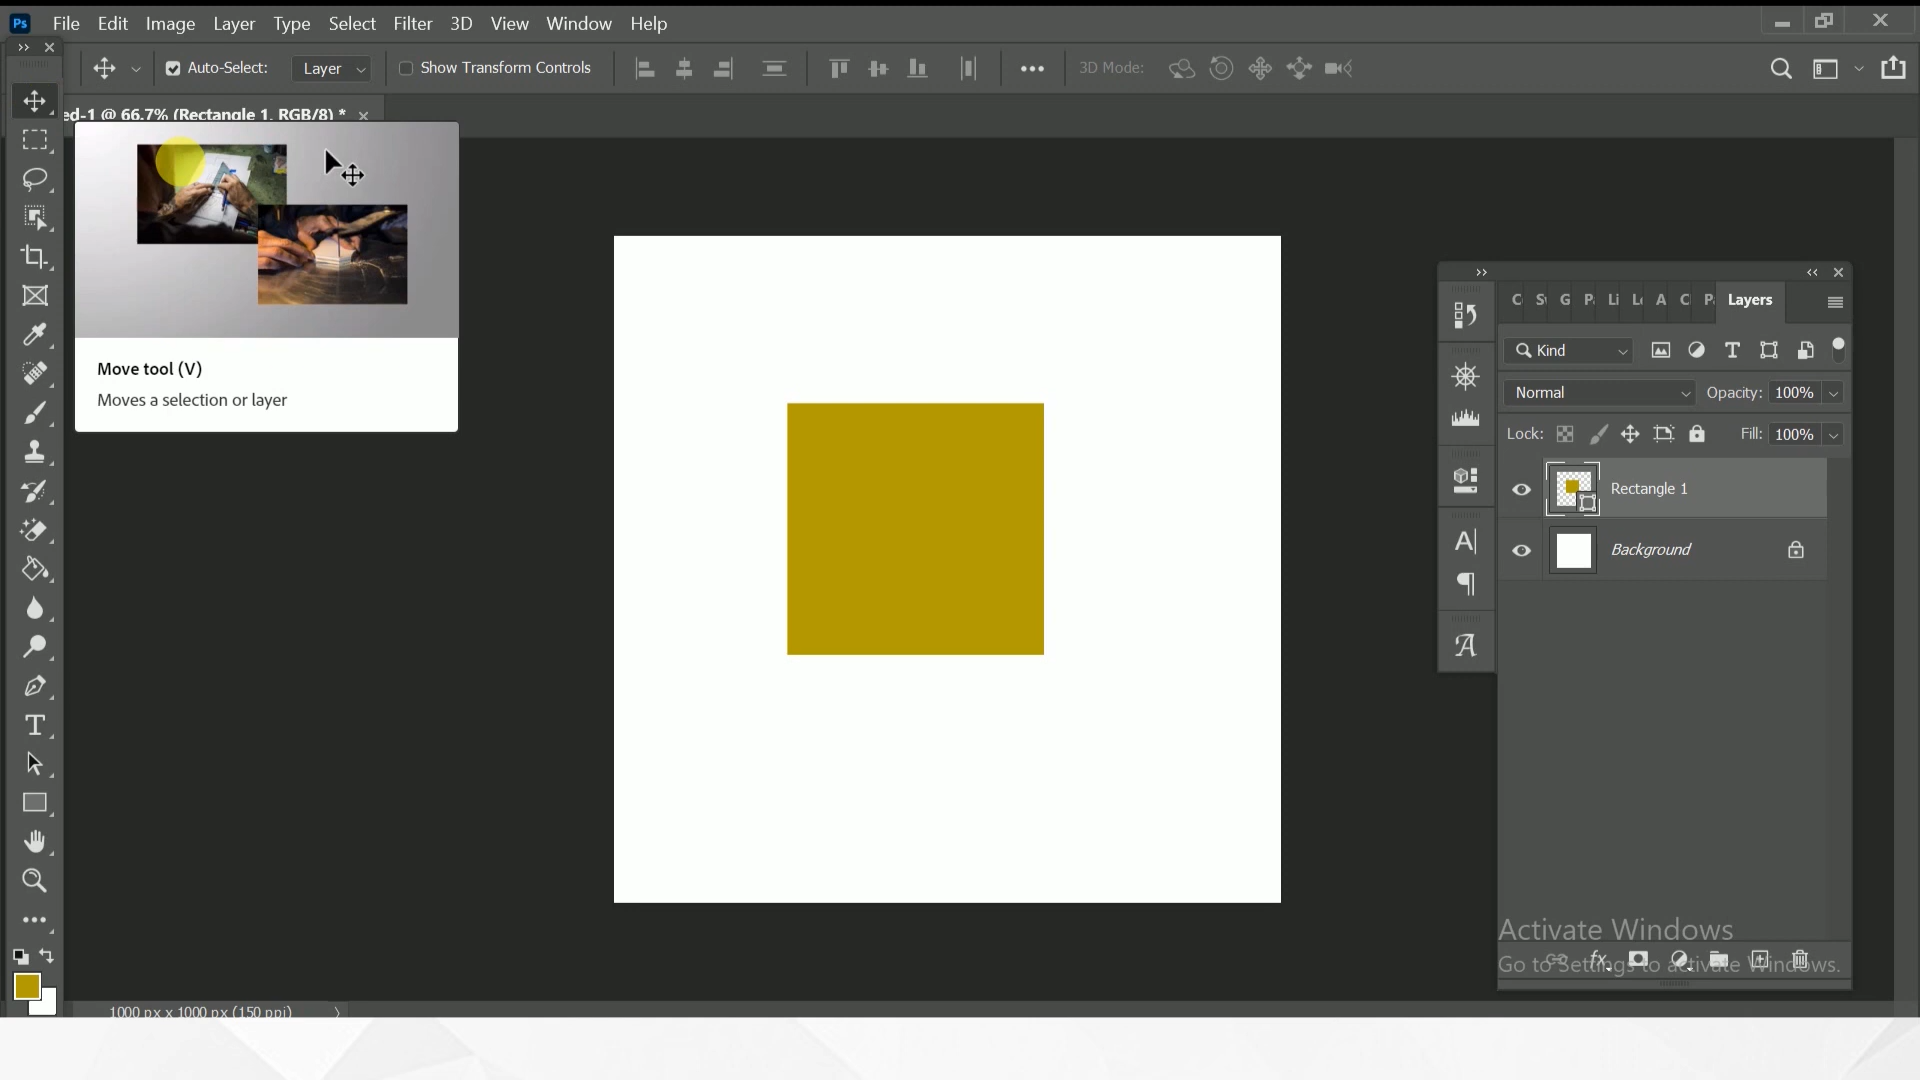 Ps File Edit Image Layer Type Select Filter 3D View Window Help
Auto-Select: Layer Show Transform Controls 3D Mode:
ed-1 @ 66.7% (Rectangle 1, RGB/8) *
Move tool (V)
Moves a selection or layer
Layers
Kind
Normal Opacity: 100%
Lock: Fill: 100%
Rectangle 1
Background
Activate Windows
Go to Settings to activate Windows.
1000 px x 1000 px (150 ppi)